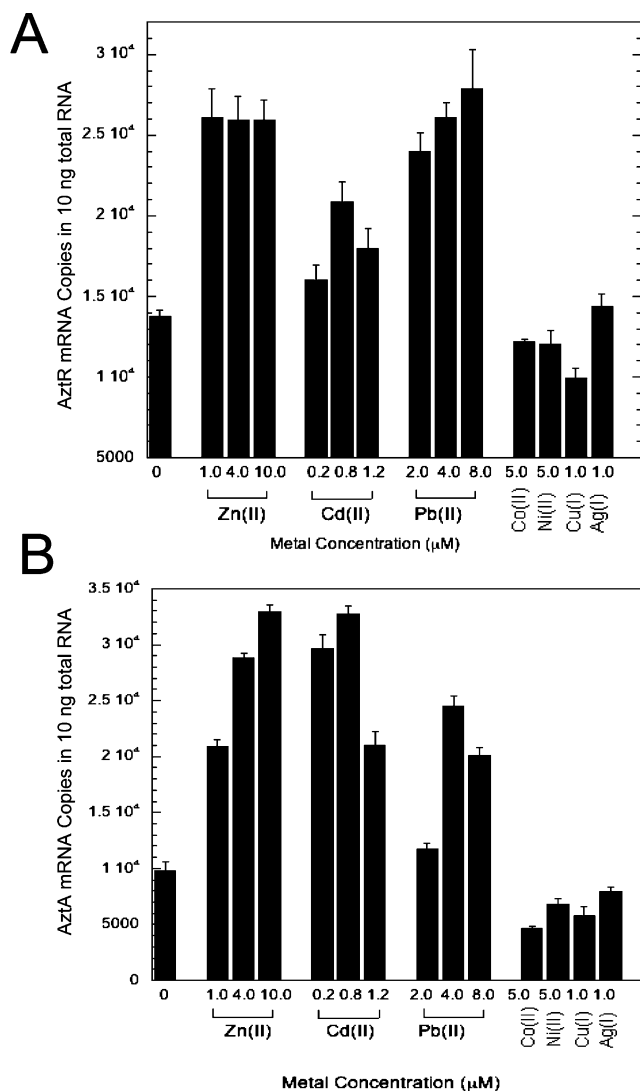 A
AztR mRNA Copies in 10 ng total RNA
3 10⁴
2.5 10⁴
2 10⁴
1.5 10⁴
1 10⁴
5000
0 1.0 4.0 10.0 0.2 0.8 1.2 2.0 4.0 8.0 5.0 5.0 1.0 1.0
Zn(II) Cd(II) Pb(II) Co(II) Ni(II) Cu(I) Ag(I)
Metal Concentration (μM)
B
AztA mRNA Copies in 10 ng total RNA
3.5 10⁴
3 10⁴
2.5 10⁴
2 10⁴
1.5 10⁴
1 10⁴
5000
0
0 1.0 4.0 10.0 0.2 0.8 1.2 2.0 4.0 8.0 5.0 5.0 1.0 1.0
Zn(II) Cd(II) Pb(II) Co(II) Ni(II) Cu(I) Ag(I)
Metal Concentration (μM)